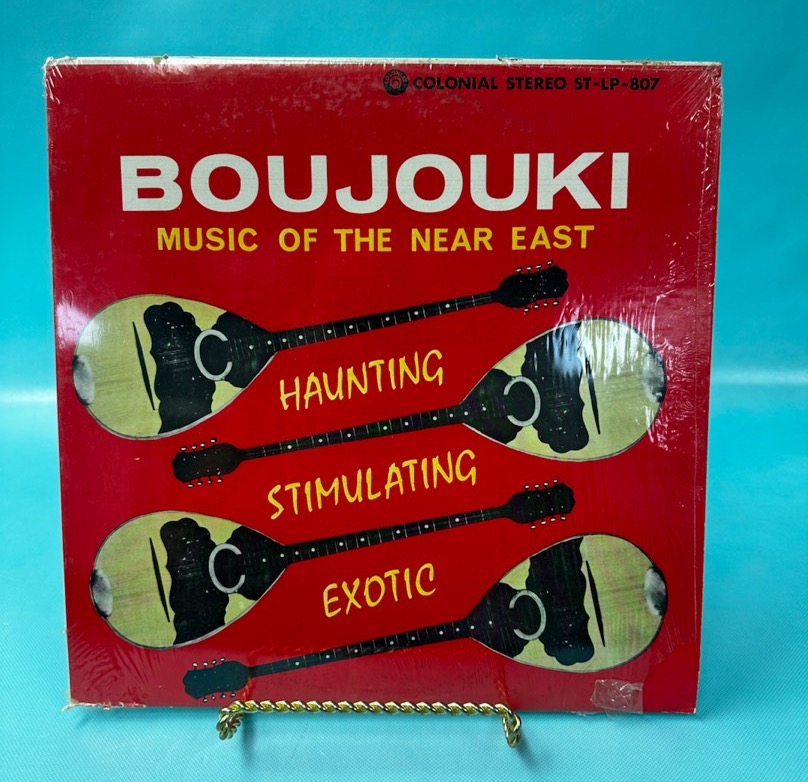 COLONIAL STEREO ST-LP-807
BOUJOUKI
MUSIC OF THE NEAR EAST
HAUNTING
STIMULATING
EXOTIC